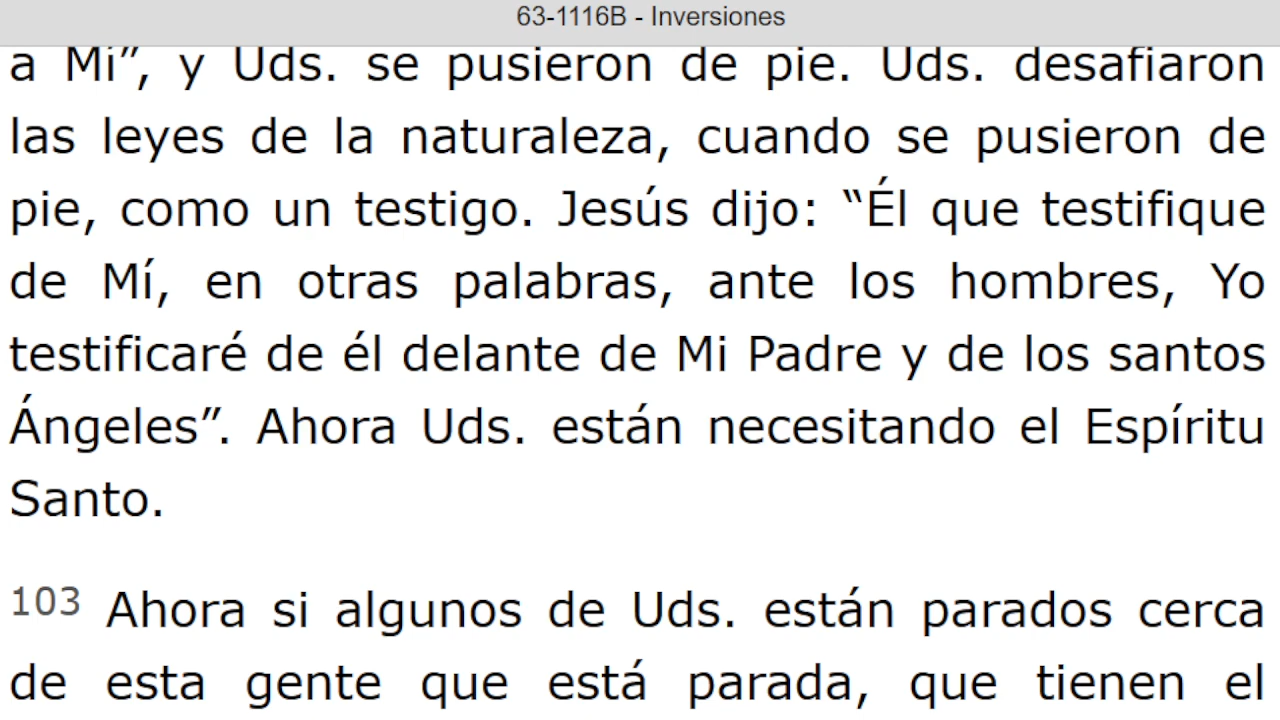 63-1116B - Inversiones
a Mí”, y Uds. se pusieron de pie. Uds. desafiaron
las leyes de la naturaleza, cuando se pusieron de
pie, como un testigo. Jesús dijo: “Él que testifique
de Mí, en otras palabras, ante los hombres, Yo
testificaré de él delante de Mi Padre y de los santos
Ángeles”. Ahora Uds. están necesitando el Espíritu
Santo.
103 Ahora si algunos de Uds. están parados cerca
de esta gente que está parada, que tienen el